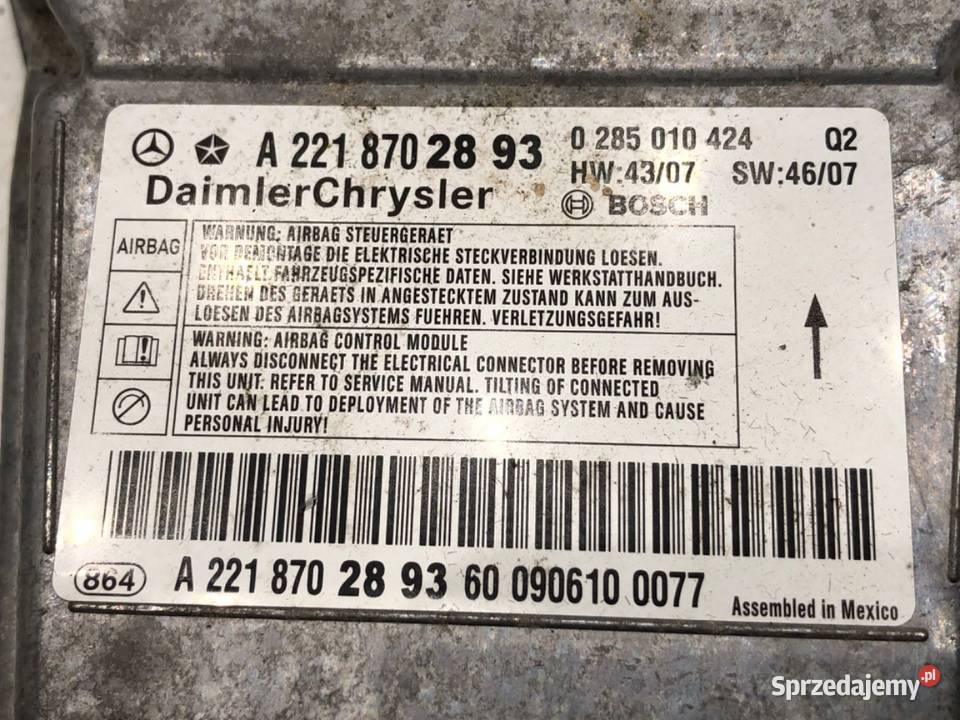 A 221 870 28 93 0 285 010 424 Q2
HW:43/07 SW:46/07
DaimlerChrysler
BOSCH
AIRBAG
WARNUNG: AIRBAG STEUERGERAET
VOR DEMONTAGE DIE ELEKTRISCHE STECKVERBINDUNG LOESEN.
ENTHAELT FAHRZEUGSPEZIFISCHE DATEN. SIEHE WERKSTATTHANDBUCH.
DREHEN DES GERAETS IN ANGESTECKTEM ZUSTAND KANN ZUM AUS-
LOESEN DES AIRBAGSYSTEMS FUEHREN. VERLETZUNGSGEFAHR!
WARNING: AIRBAG CONTROL MODULE
ALWAYS DISCONNECT THE ELECTRICAL CONNECTOR BEFORE REMOVING
THIS UNIT. REFER TO SERVICE MANUAL. TILTING OF CONNECTED
UNIT CAN LEAD TO DEPLOYMENT OF THE AIRBAG SYSTEM AND CAUSE
PERSONAL INJURY!
864 A 221 870 28 93 60 090610 0077
Assembled in Mexico
Sprzedajemy.pl